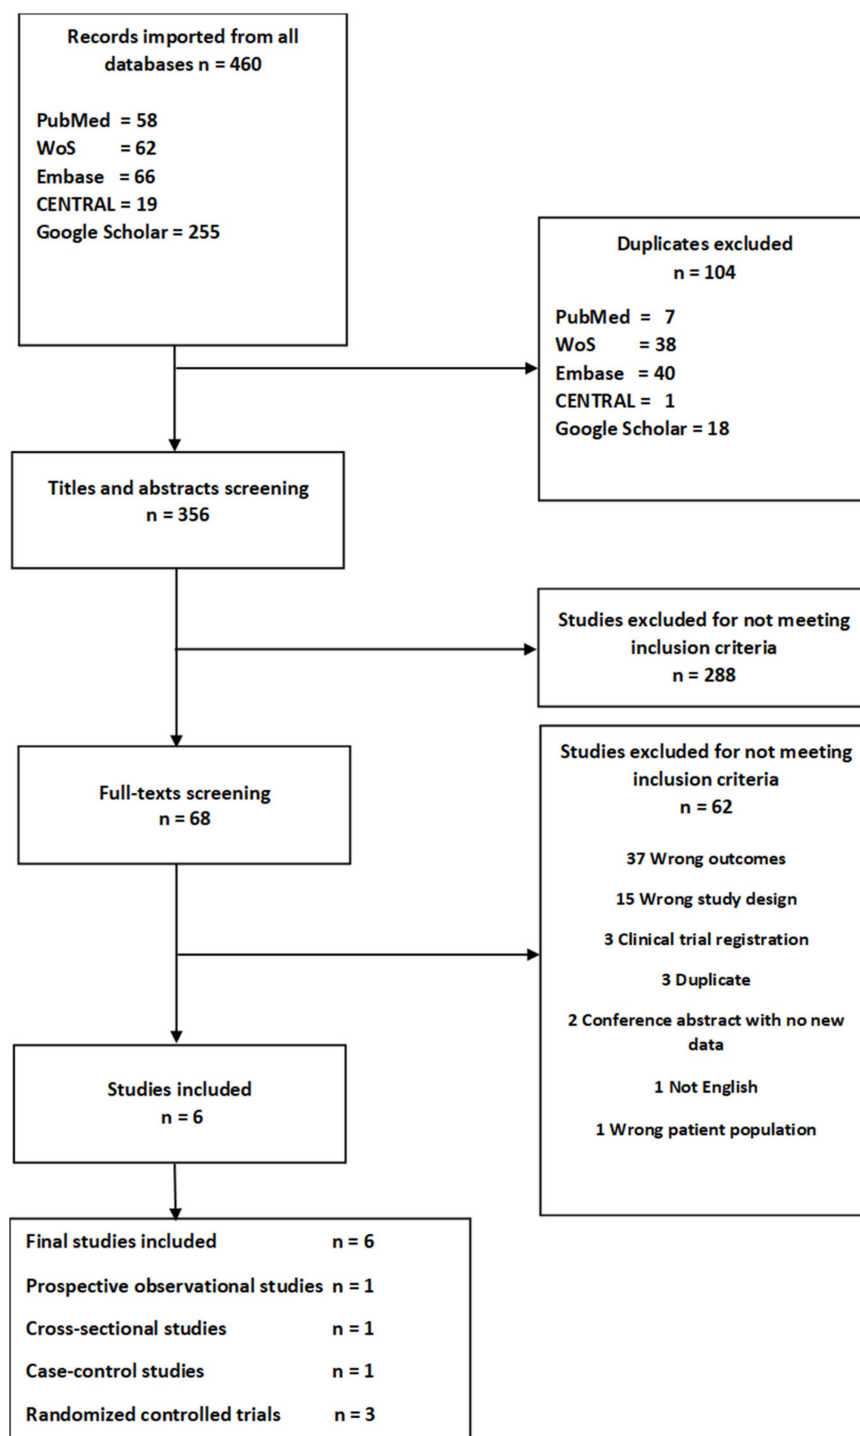 Records imported from all
databases n = 460
PubMed = 58
WoS = 62
Embase = 66
CENTRAL = 19
Google Scholar = 255
Duplicates excluded
n = 104
PubMed = 7
WoS = 38
Embase = 40
CENTRAL = 1
Google Scholar = 18
Titles and abstracts screening
n = 356
Studies excluded for not meeting
inclusion criteria
n = 288
Full-texts screening
n = 68
Studies excluded for not meeting
inclusion criteria
n = 62
37 Wrong outcomes
15 Wrong study design
3 Clinical trial registration
3 Duplicate
2 Conference abstract with no new
data
1 Not English
1 Wrong patient population
Studies included
n = 6
Final studies included n = 6
Prospective observational studies n = 1
Cross-sectional studies n = 1
Case-control studies n = 1
Randomized controlled trials n = 3